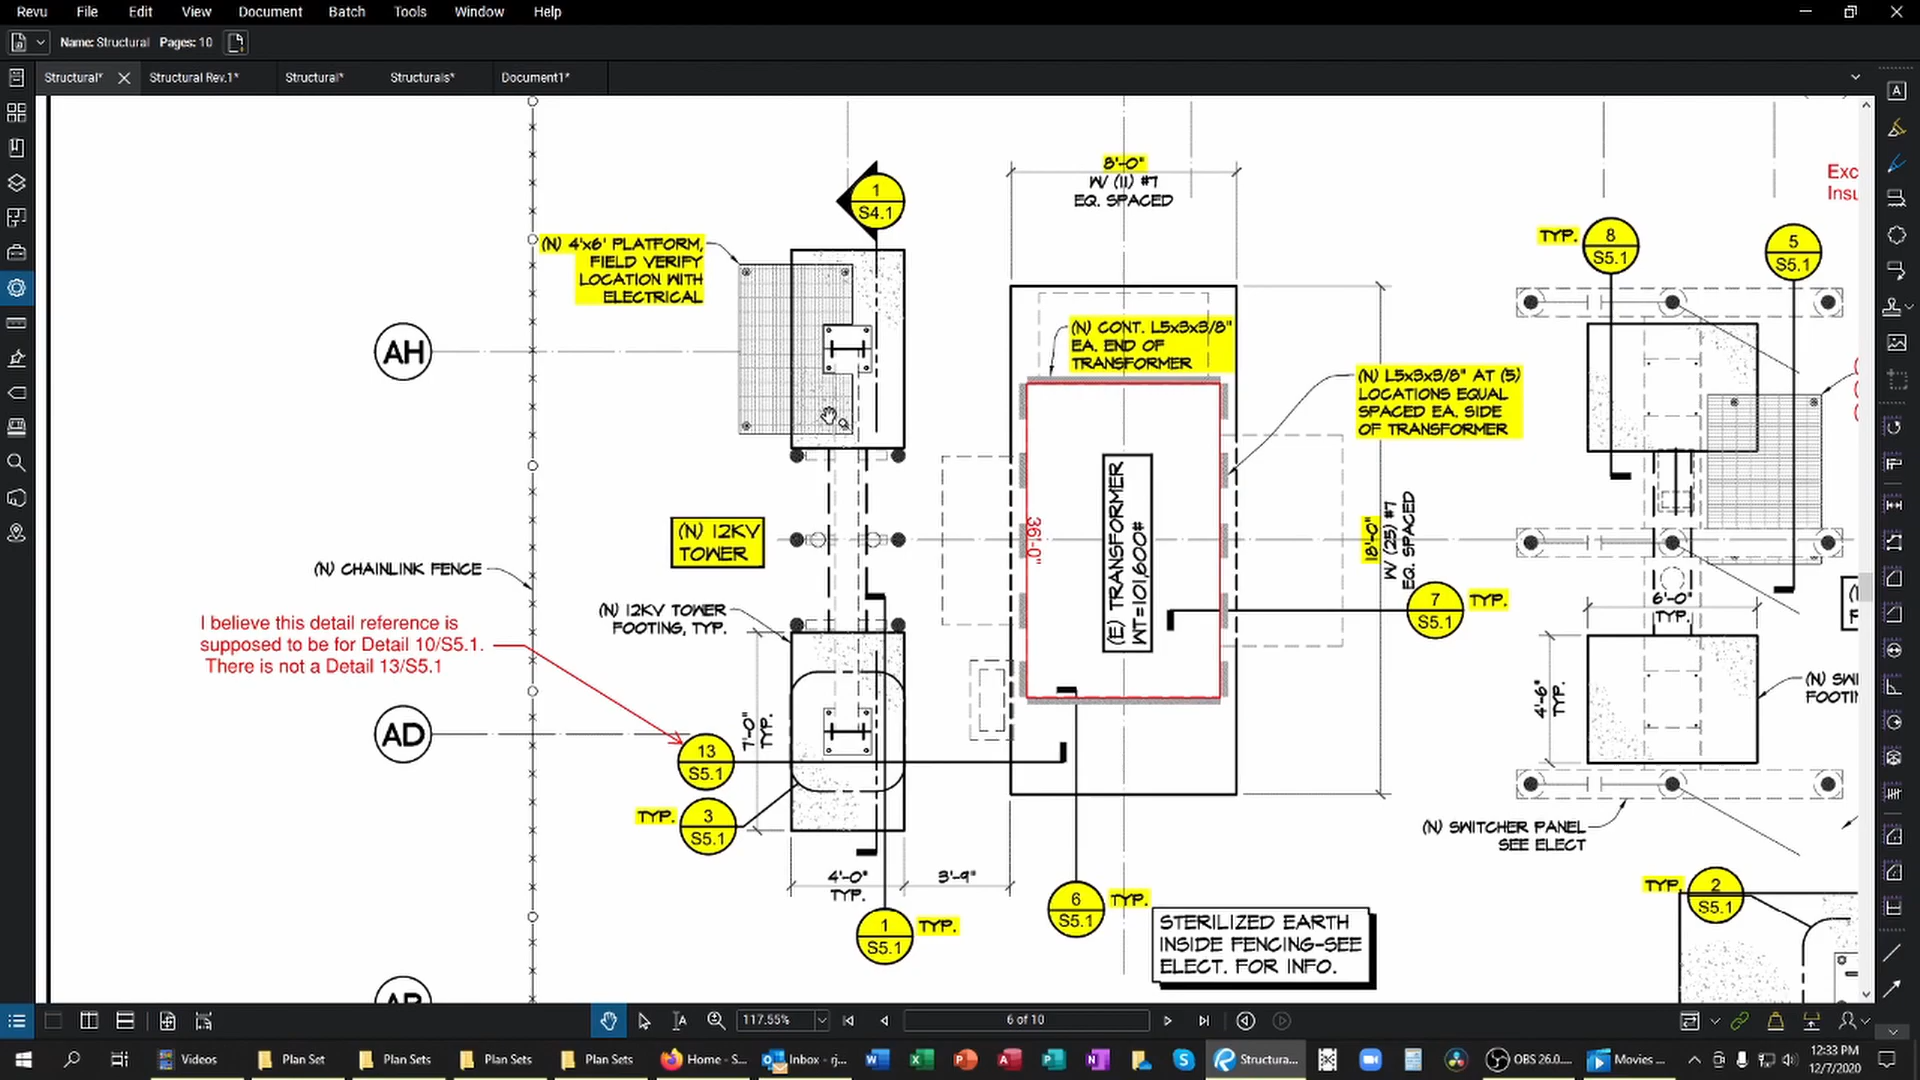 Revu File Edit View Document Batch Tools Window Help
Name: Structural Pages: 10
Structural* Structural Rev.1* Structural* Structurals* Document1*
8'-0"
W/ (11) #7
EQ. SPACED
1
S4.1
(N) 4'x6' PLATFORM,
FIELD VERIFY
LOCATION WITH
ELECTRICAL
Exc
Insu
TYP.
8
S5.1
5
S5.1
AH
(N) CONT. L5x3x3/8"
EA. END OF
TRANSFORMER
(N) L5x3x3/8" AT (5)
LOCATIONS EQUAL
SPACED EA. SIDE
OF TRANSFORMER
(N) 12KV
TOWER
36'-0"
(E) TRANSFORMER
WT=101,600#
18'-0"
W/ (25) #7
EQ. SPACED
(N) CHAINLINK FENCE
(N) 12KV TOWER
FOOTING, TYP.
7
S5.1
TYP.
6'-0"
TYP.
I believe this detail reference is
supposed to be for Detail 10/S5.1.
There is not a Detail 13/S5.1
AD
7'-0"
TYP.
13
S5.1
TYP.
3
S5.1
4'-6"
TYP.
(N) SWI
FOOTIN
(N) SWITCHER PANEL
SEE ELECT
4'-0"
TYP.
3'-9"
1
S5.1
TYP.
6
S5.1
TYP.
STERILIZED EARTH
INSIDE FENCING-SEE
ELECT. FOR INFO.
TYP.
2
S5.1
117.55% 6 of 10
Videos Plan Set Plan Sets Plan Sets Plan Sets Home - S... Inbox - rj... Structura... OBS 26.0.... Movies ...
12:33 PM
12/7/2020